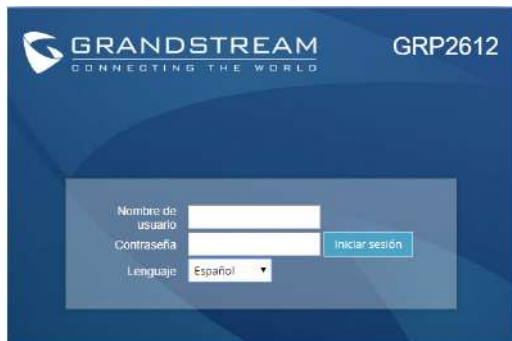 GRANDSTREAM
CONNECTING THE WORLD
GRP2612
Nombre de
usuario
Contraseña
Iniciar sesión
Lenguaje
Español